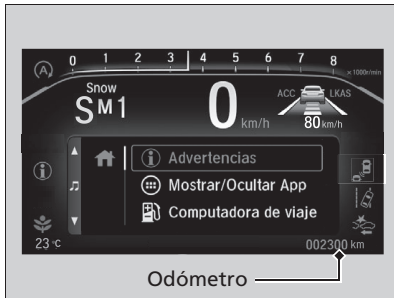 0 1 2 3 4 5 6 7 8
x1000r/min
A
Snow
S M 1
0
km/h
ACC LKAS
80 km/h
i Advertencias
Mostrar/Ocultar App
Computadora de viaje
23 °C
002300 km
Odómetro